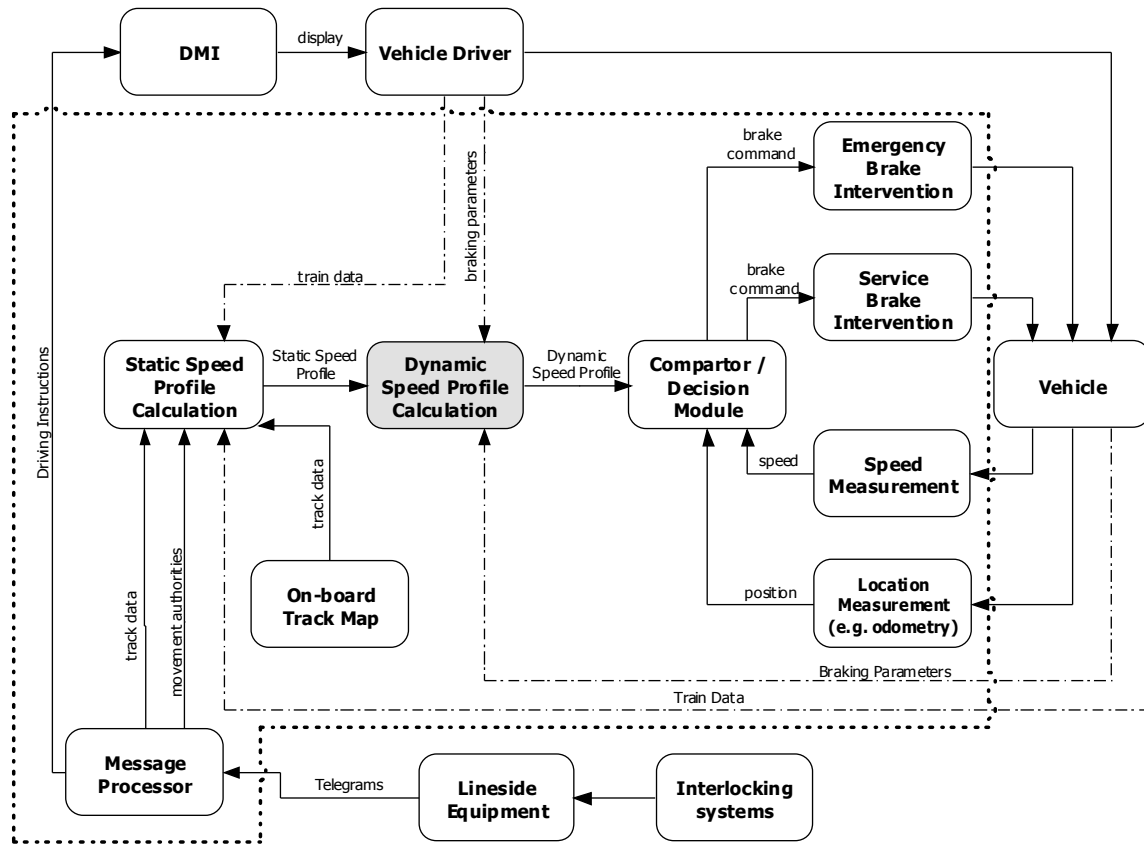 DMI
display
Vehicle Driver
brake
command
Emergency
Brake
Intervention
braking parameters
train data
brake
command
Service
Brake
Intervention
Driving Instructions
Static Speed
Profile
Calculation
Static Speed
Profile
Dynamic
Speed Profile
Calculation
Dynamic
Speed Profile
Compartor /
Decision
Module
Vehicle
speed
Speed
Measurement
track data
On-board
Track Map
position
Location
Measurement
(e.g. odometry)
track data
movement authorities
Braking Parameters
Train Data
Message
Processor
Telegrams
Lineside
Equipment
Interlocking
systems